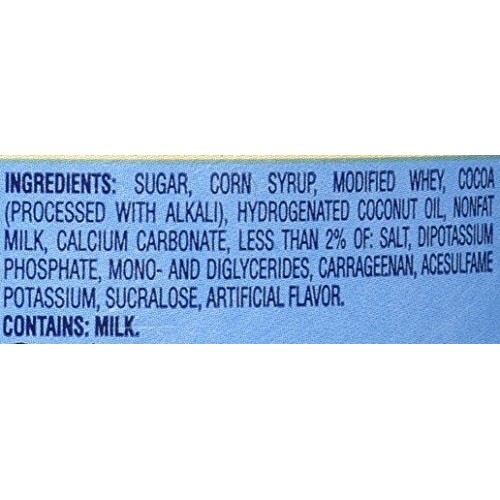 INGREDIENTS: SUGAR, CORN SYRUP, MODIFIED WHEY, COCOA
(PROCESSED WITH ALKALI), HYDROGENATED COCONUT OIL, NONFAT
MILK, CALCIUM CARBONATE, LESS THAN 2% OF: SALT, DIPOTASSIUM
PHOSPHATE, MONO- AND DIGLYCERIDES, CARRAGEENAN, ACESULFAME
POTASSIUM, SUCRALOSE, ARTIFICIAL FLAVOR.
CONTAINS: MILK.